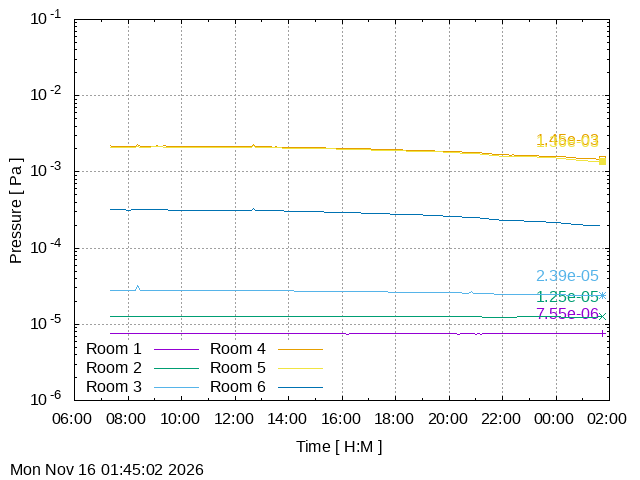 10^-1
10^-2
10^-3
10^-4
10^-5
10^-6
Pressure [ Pa ]
1.45e-03
2.39e-05
1.25e-05
7.55e-06
Room 1 Room 4
Room 2 Room 5
Room 3 Room 6
06:00 08:00 10:00 12:00 14:00 16:00 18:00 20:00 22:00 00:00 02:00
Time [ H:M ]
Mon Nov 16 01:45:02 2026